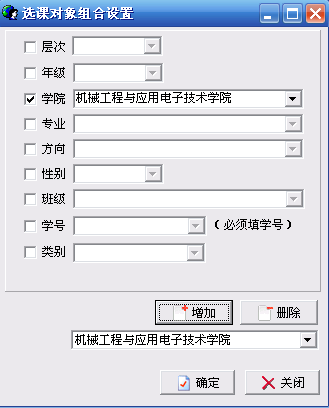 选课对象组合设置
层次
年级
学院 机械工程与应用电子技术学院
专业
方向
性别
班级
学号 （必须填学号）
类别
增加 删除
机械工程与应用电子技术学院
确定 关闭